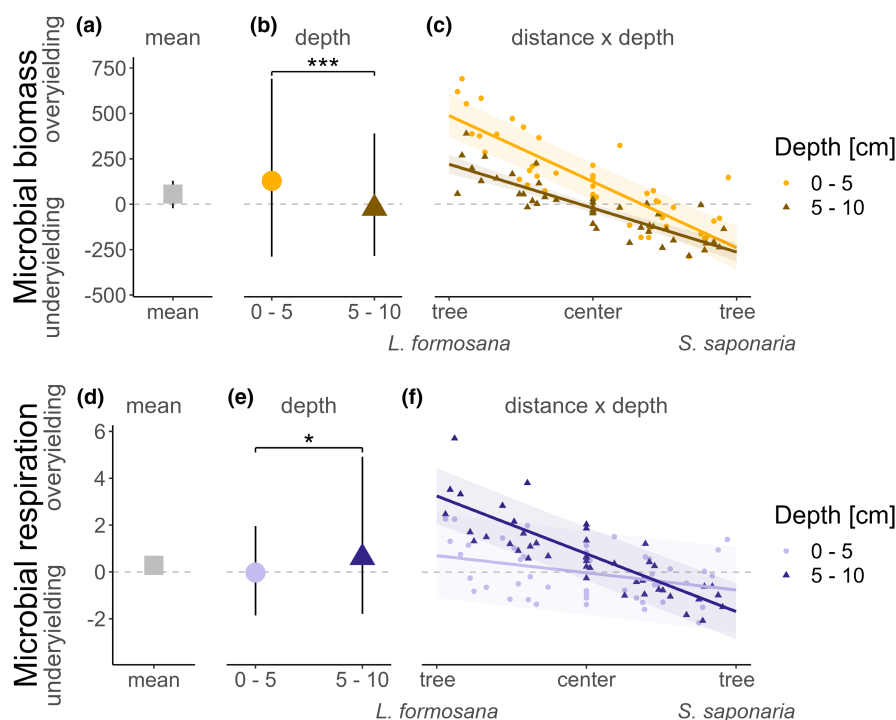 (a)
mean
(b)
depth
(c)
distance x depth
Microbial biomass
underyielding overyielding
750
500
250
0
-250
-500
***
mean
0 - 5
5 - 10
tree
center
tree
L. formosana
S. saponaria
Depth [cm]
0 - 5
5 - 10
(d)
mean
(e)
depth
(f)
distance x depth
Microbial respiration
underyielding overyielding
6
4
2
0
-2
*
mean
0 - 5
5 - 10
tree
center
tree
L. formosana
S. saponaria
Depth [cm]
0 - 5
5 - 10